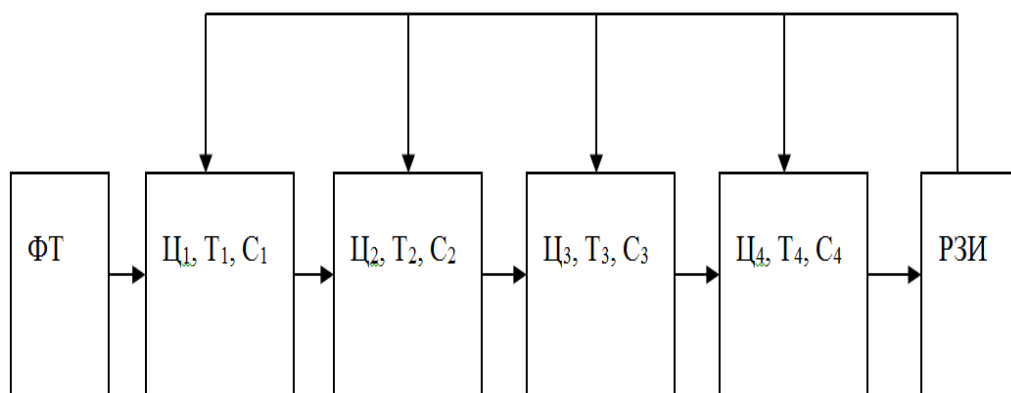 ФТ
Ц₁, Т₁, С₁
Ц₂, Т₂, С₂
Ц₃, Т₃, С₃
Ц₄, Т₄, С₄
РЗИ